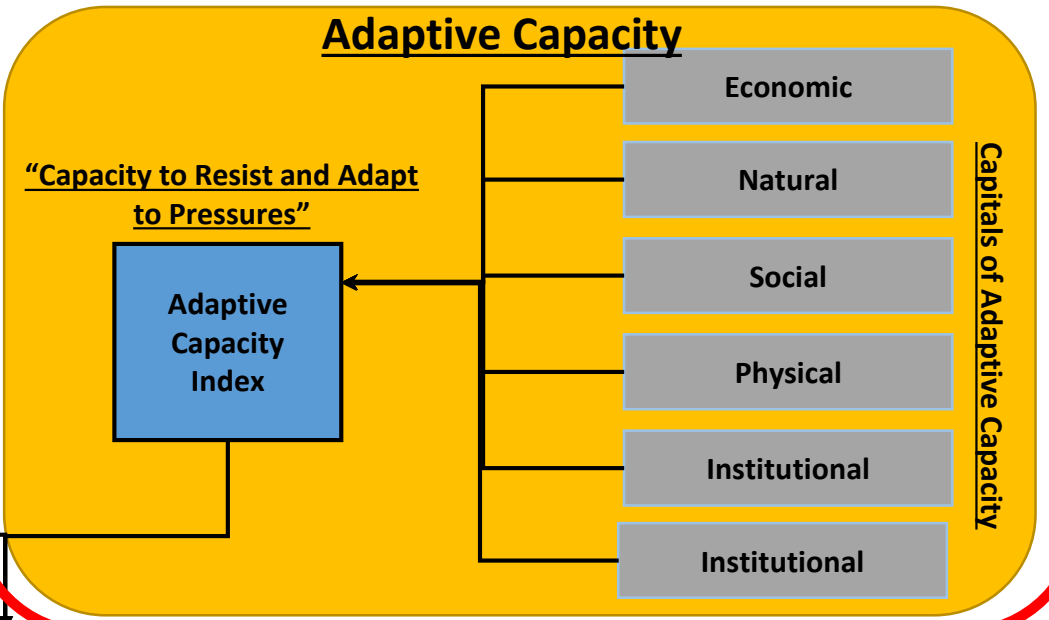 Adaptive Capacity
Economic
"Capacity to Resist and Adapt
to Pressures"
Natural
Social
Adaptive
Capacity
Index
Physical
Institutional
Institutional
Capitals of Adaptive Capacity